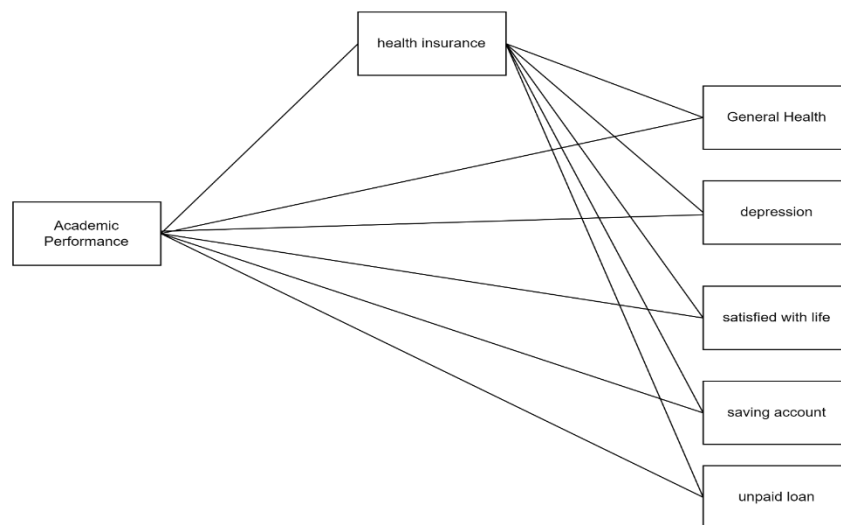 health insurance
General Health
Academic
Performance
depression
satisfied with life
saving account
unpaid loan